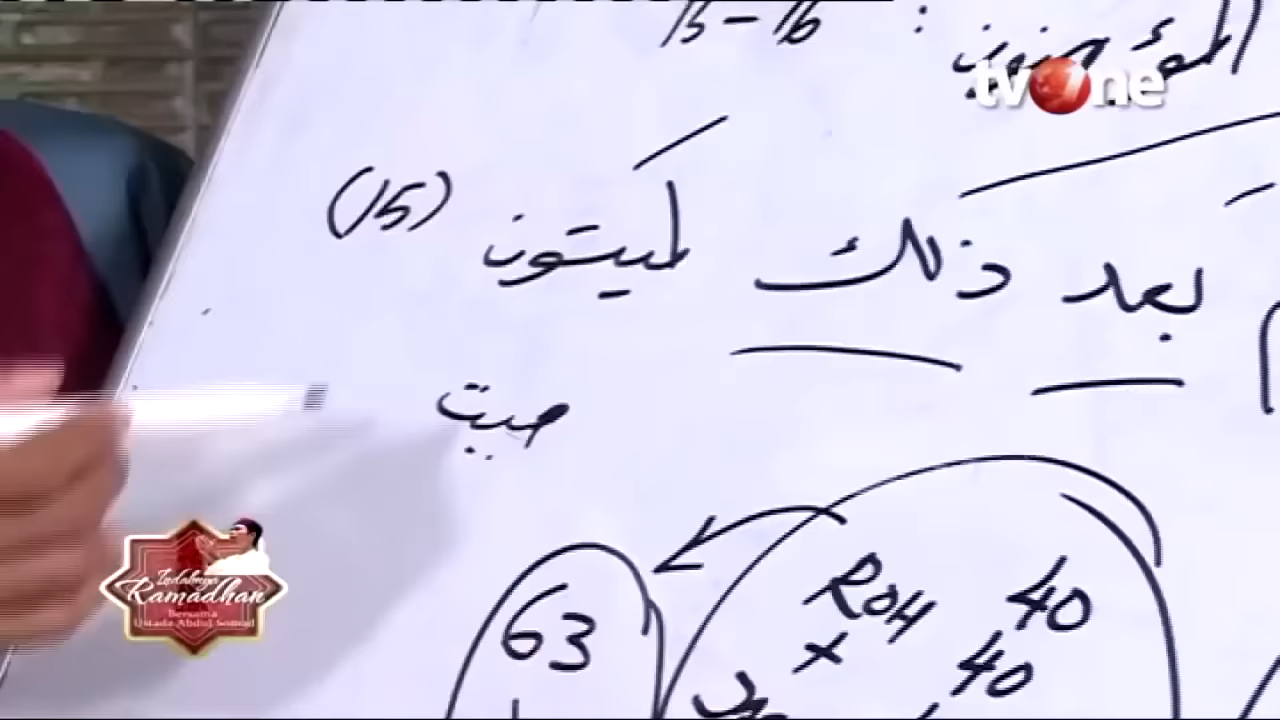 المؤمنون : 15-16
tvOne
بعد ذلك لميتون (15)
ميت
ROH 40
63
x 40
Indahnya
Ramadhan
Bersama
Ustadz Abdul Somad